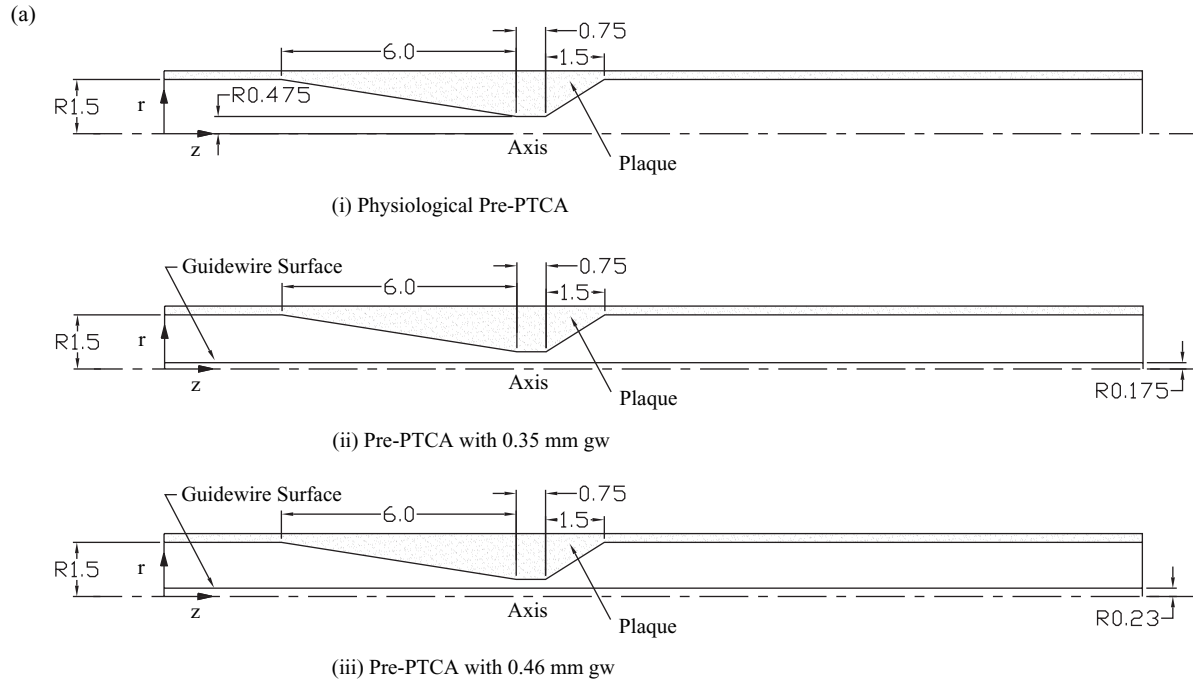 (a)
0.75
6.0
1.5
R0.475
R1.5
r
z
Axis
Plaque
(i) Physiological Pre-PTCA
Guidewire Surface
0.75
6.0
1.5
R1.5
r
z
Axis
Plaque
R0.175
(ii) Pre-PTCA with 0.35 mm gw
Guidewire Surface
0.75
6.0
1.5
R1.5
r
z
Axis
Plaque
R0.23
(iii) Pre-PTCA with 0.46 mm gw